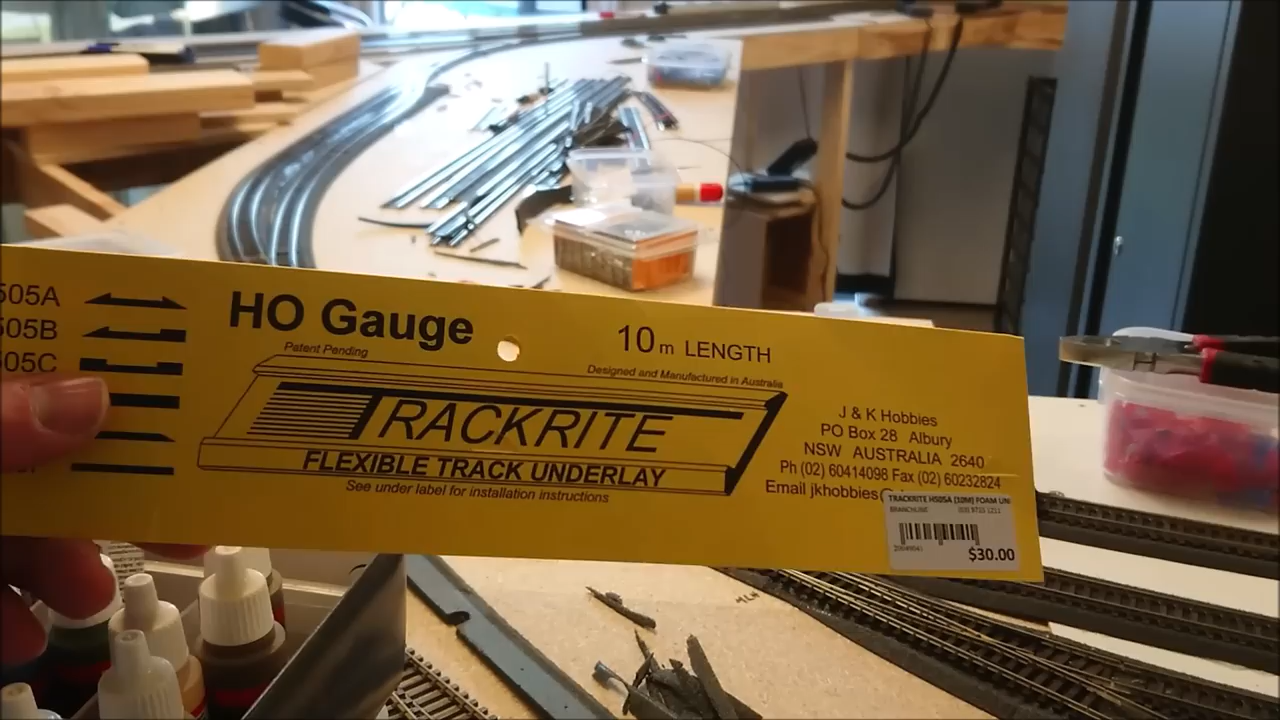 505A
505B
505C
HO Gauge
10m LENGTH
Patent Pending
Designed and Manufactured in Australia
TRACKRITE
FLEXIBLE TRACK UNDERLAY
See under label for installation instructions
J & K Hobbies
PO Box 28 Albury
NSW AUSTRALIA 2640
Ph (02) 60414098 Fax (02) 60232824
Email jkhobbies@
TRACKRITE H505A (10M) FOAM UN
BRANCHLINE
$30.00